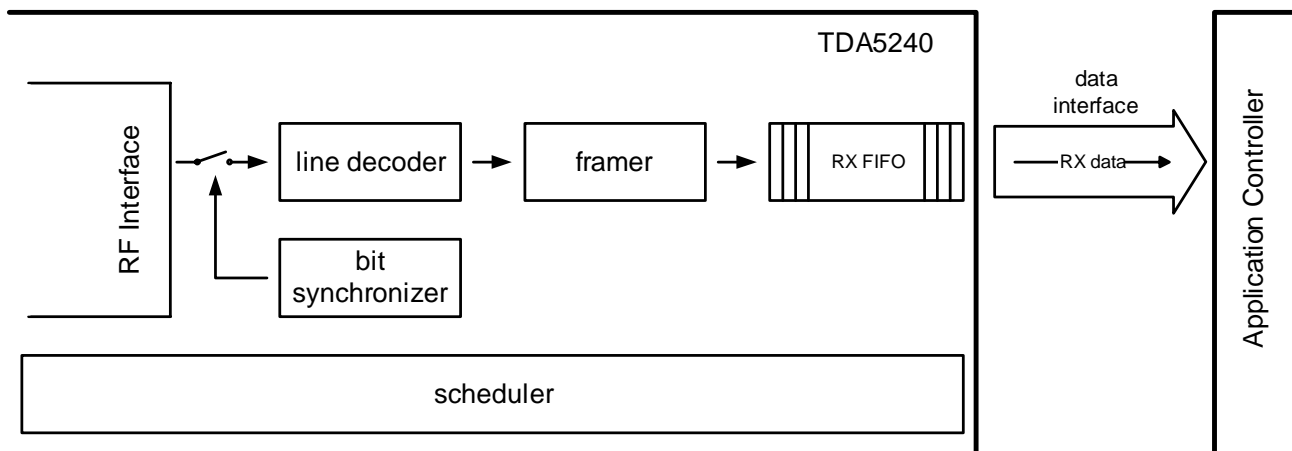 TDA5240
data
interface
RF Interface
line decoder
framer
RX FIFO
RX data
bit
synchronizer
Application Controller
scheduler